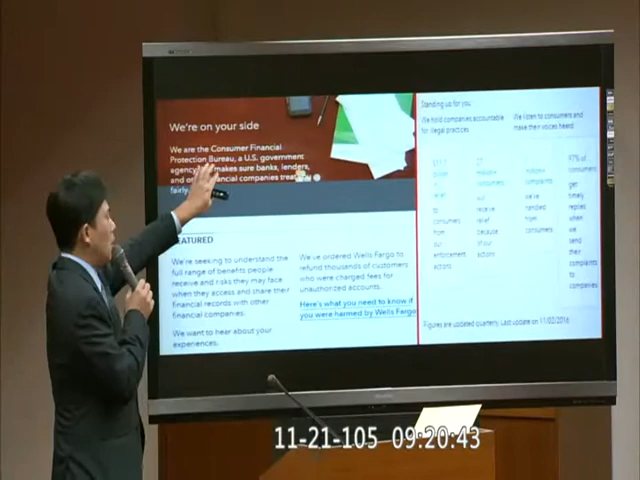 We're on your side
We are the Consumer Financial
Protection Bureau, a U.S. government
agency makes sure banks, lenders,
and other financial companies treat
fairly.
Standing up for you.
We hold companies accountable
for illegal practices.
We listen to consumers and
make their voices heard.
billion
in
relief
to
consumers
from
our
enforcement
actions
million
consumers
will
receive
relief
because
of our
actions
complaints
we've
handled
from
consumers
97% of
consumers
get
timely
replies
when
we
send
their
complaints
to
companies
FEATURED
We're seeking to understand the
full range of benefits people
receive and risks they may face
when they access and share their
financial records with other
financial companies.
We want to hear about your
experiences.
We've ordered Wells Fargo to
refund thousands of customers
who were charged fees for
unauthorized accounts.
Here's what you need to know if
you were harmed by Wells Fargo
Figures are updated quarterly. Last update on 11/02/2016
11-21-105 09:20:43